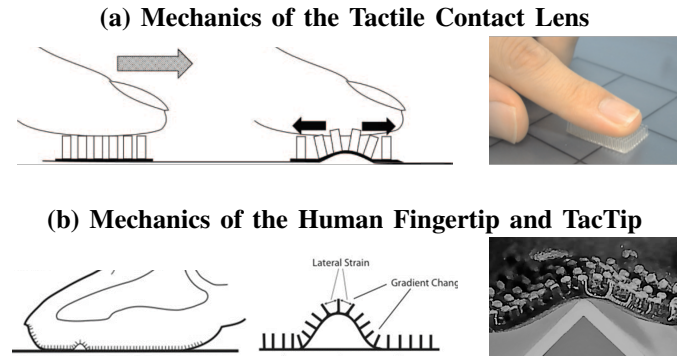 (a) Mechanics of the Tactile Contact Lens
(b) Mechanics of the Human Fingertip and TacTip
Lateral Strain
Gradient Chang